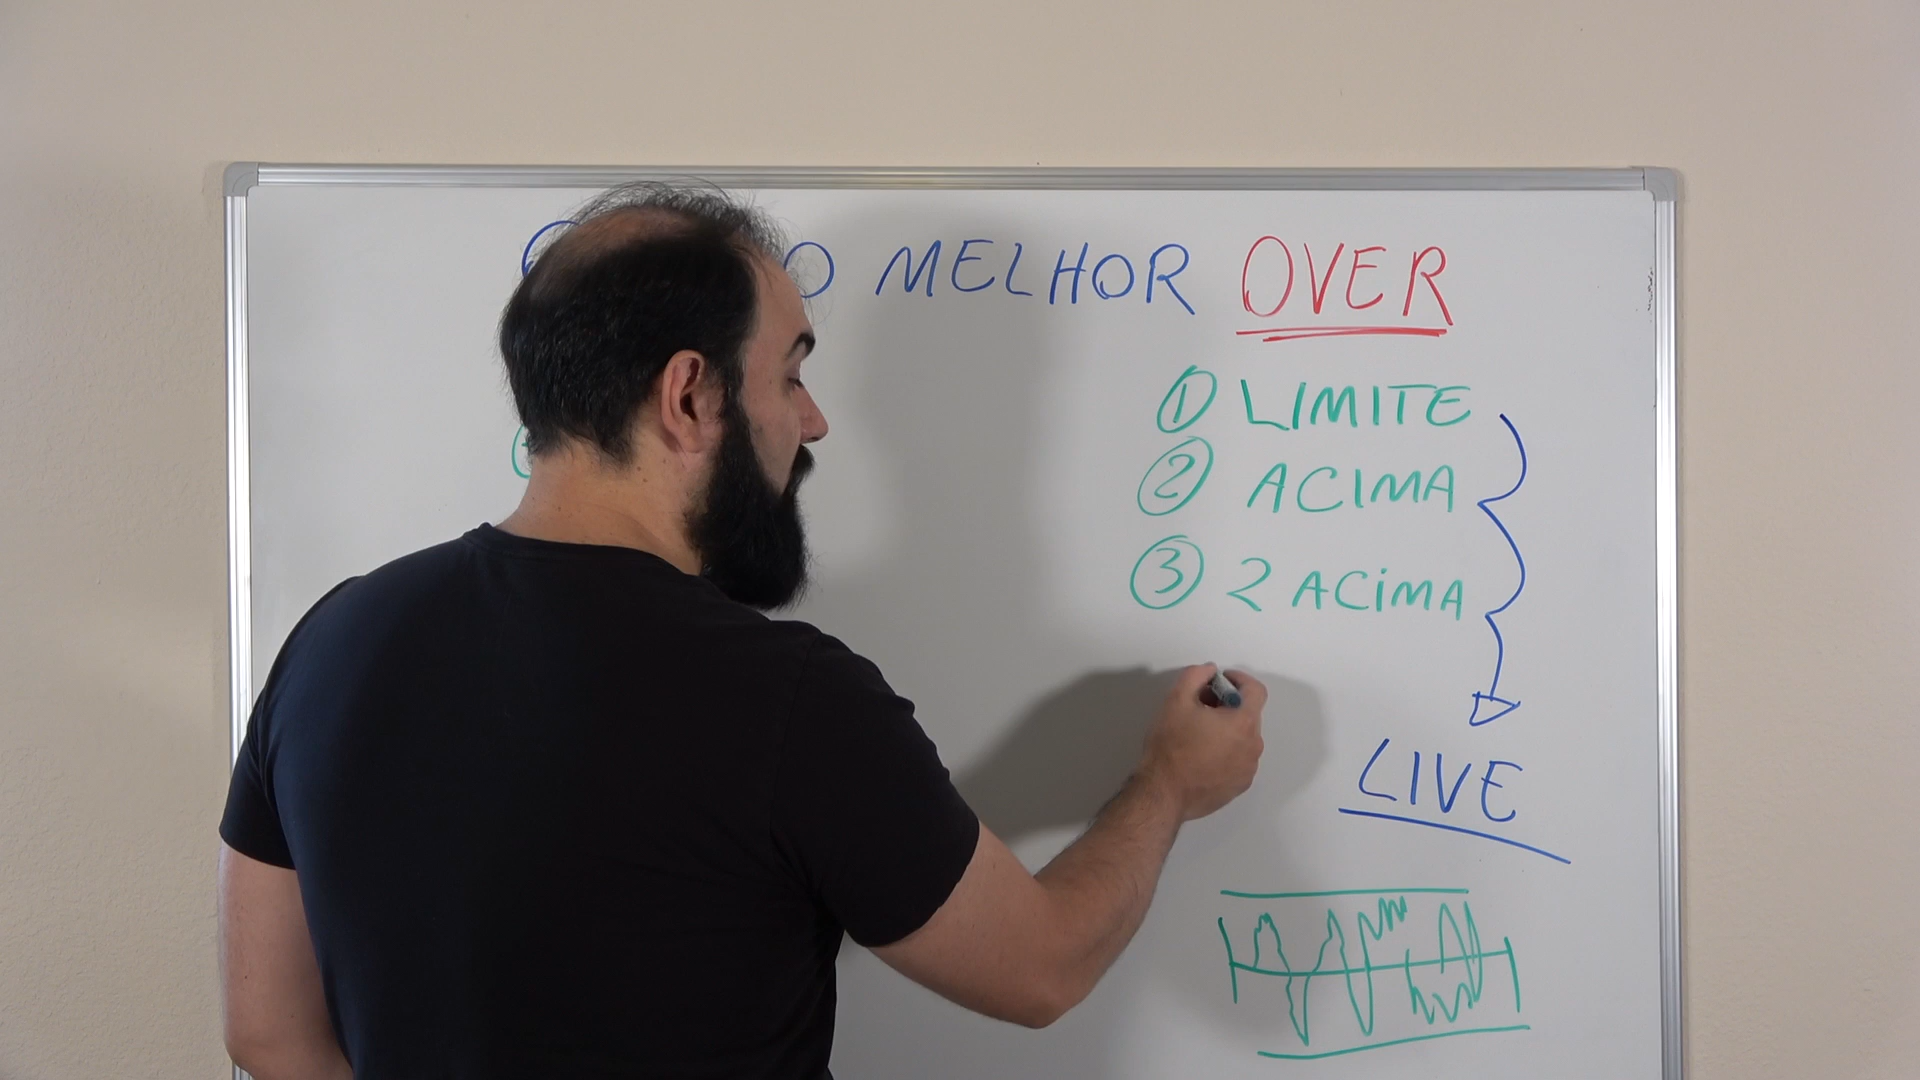 O MELHOR OVER
① LIMITE
② ACIMA
③ 2 ACIMA
LIVE